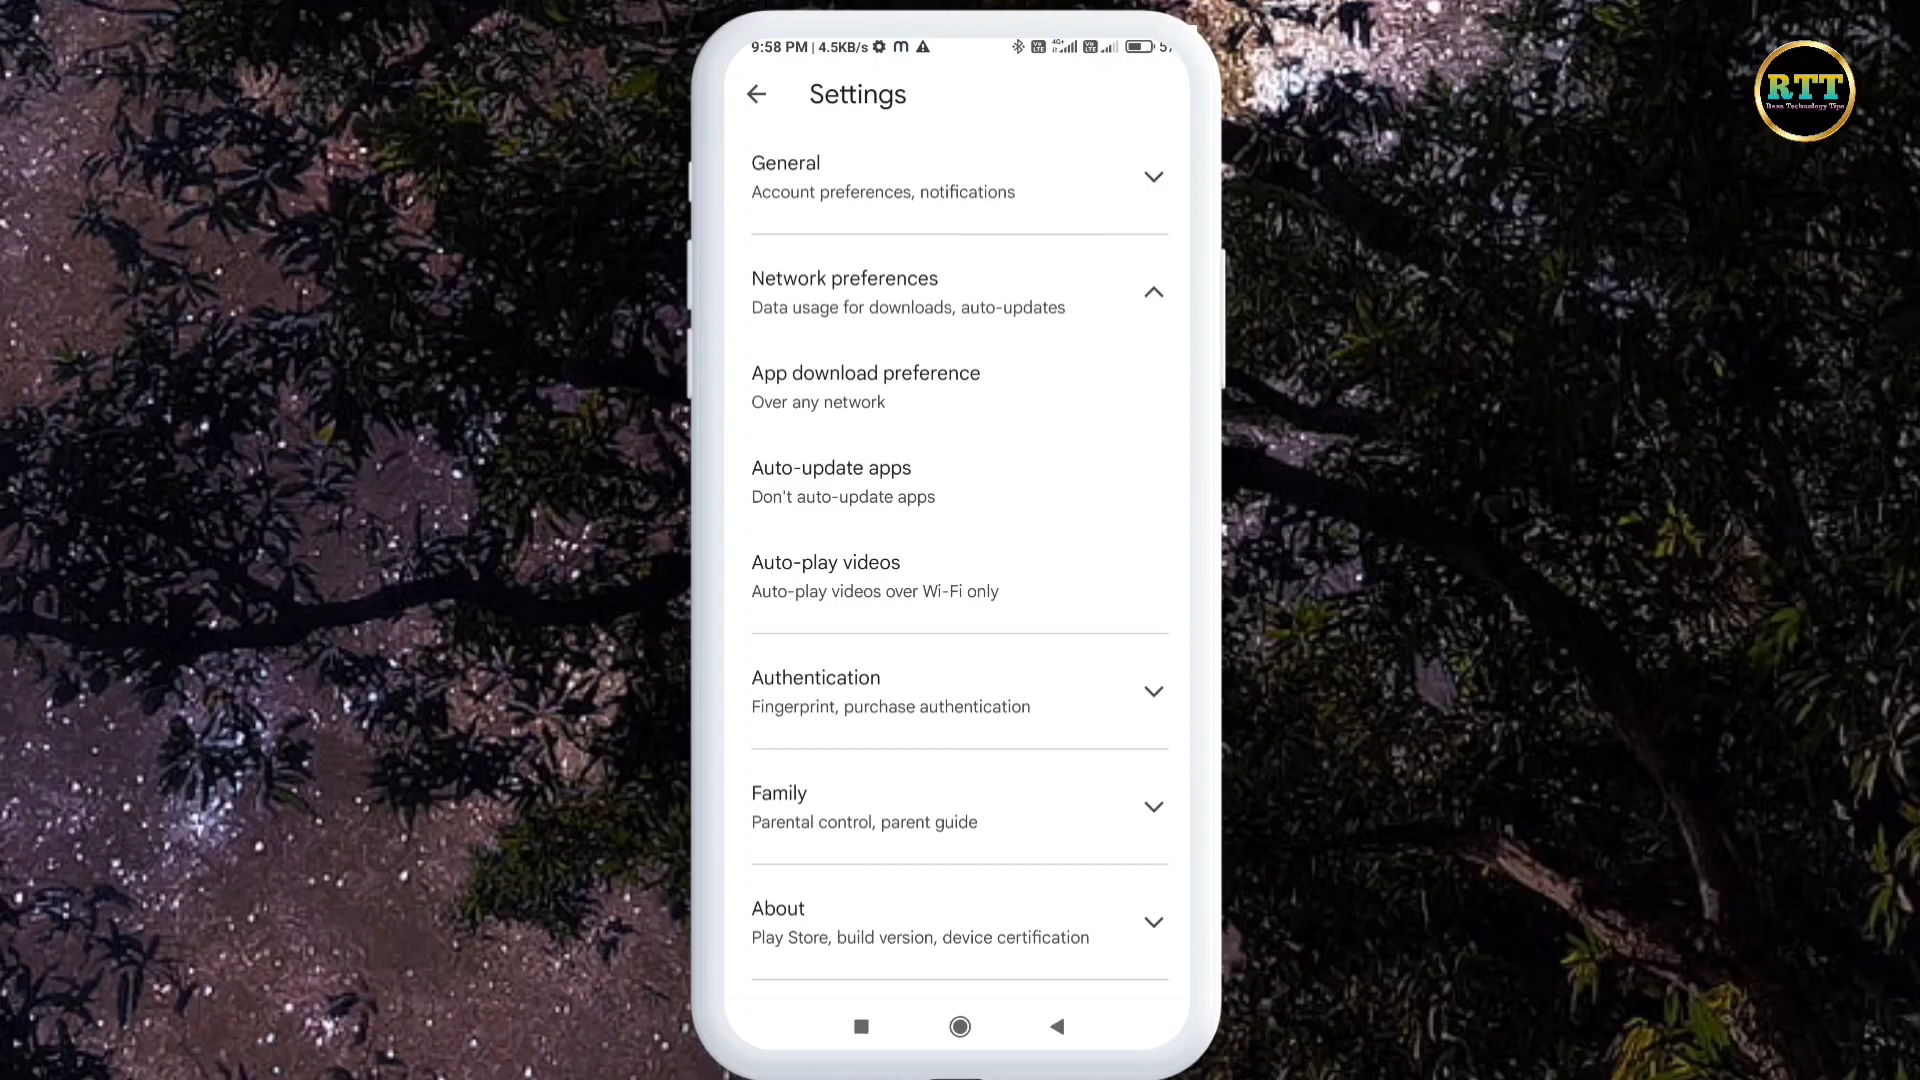 9:58 PM | 4.5KB/s
Settings
General
Account preferences, notifications
Network preferences
Data usage for downloads, auto-updates
App download preference
Over any network
Auto-update apps
Don't auto-update apps
Auto-play videos
Auto-play videos over Wi-Fi only
Authentication
Fingerprint, purchase authentication
Family
Parental control, parent guide
About
Play Store, build version, device certification
RTT
Raza Technology Tips